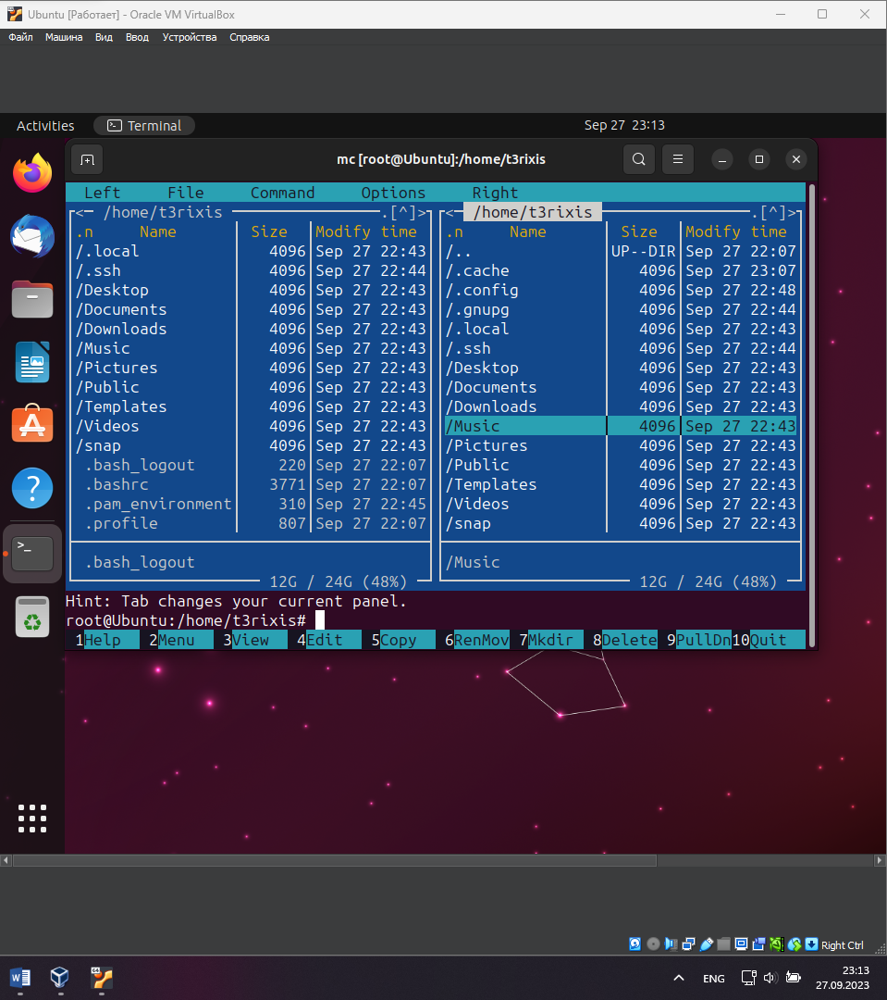 Ubuntu [Работает] - Oracle VM VirtualBox
Файл Машина Вид Ввод Устройства Справка
Activities Terminal Sep 27 23:13
mc [root@Ubuntu]:/home/t3rixis
Left File Command Options Right
<─ /home/t3rixis .[^]> <─ /home/t3rixis .[^]>
.n Name Size Modify time .n Name Size Modify time
/.local 4096 Sep 27 22:43 /.. UP--DIR Sep 27 22:07
/.ssh 4096 Sep 27 22:44 /.cache 4096 Sep 27 23:07
/Desktop 4096 Sep 27 22:43 /.config 4096 Sep 27 22:48
/Documents 4096 Sep 27 22:43 /.gnupg 4096 Sep 27 22:44
/Downloads 4096 Sep 27 22:43 /.local 4096 Sep 27 22:43
/Music 4096 Sep 27 22:43 /.ssh 4096 Sep 27 22:44
/Pictures 4096 Sep 27 22:43 /Desktop 4096 Sep 27 22:43
/Public 4096 Sep 27 22:43 /Documents 4096 Sep 27 22:43
/Templates 4096 Sep 27 22:43 /Downloads 4096 Sep 27 22:43
/Videos 4096 Sep 27 22:43 /Music 4096 Sep 27 22:43
/snap 4096 Sep 27 22:43 /Pictures 4096 Sep 27 22:43
.bash_logout 220 Sep 27 22:07 /Public 4096 Sep 27 22:43
.bashrc 3771 Sep 27 22:07 /Templates 4096 Sep 27 22:43
.pam_environment 310 Sep 27 22:45 /Videos 4096 Sep 27 22:43
.profile 807 Sep 27 22:07 /snap 4096 Sep 27 22:43
.bash_logout /Music
12G / 24G (48%) 12G / 24G (48%)
Hint: Tab changes your current panel.
root@Ubuntu:/home/t3rixis#
1Help 2Menu 3View 4Edit 5Copy 6RenMov 7Mkdir 8Delete 9PullDn 10Quit
Right Ctrl
ENG 23:13
27.09.2023